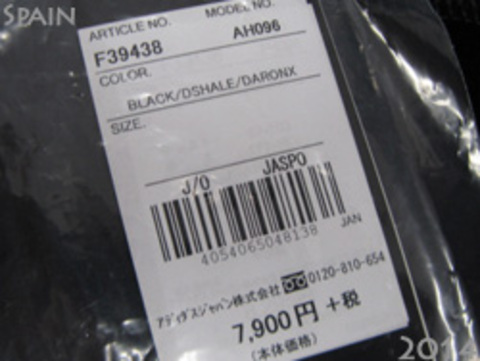 SPAIN
ARTICLE NO. MODEL NO.
F39438 AH096
COLOR.
BLACK/DSHALE/DARONX
SIZE.
J/O JASPO
4054065048138
JAN
アディダスジャパン株式会社 0120-810-654
7,900円 +税
(本体価格)
2014